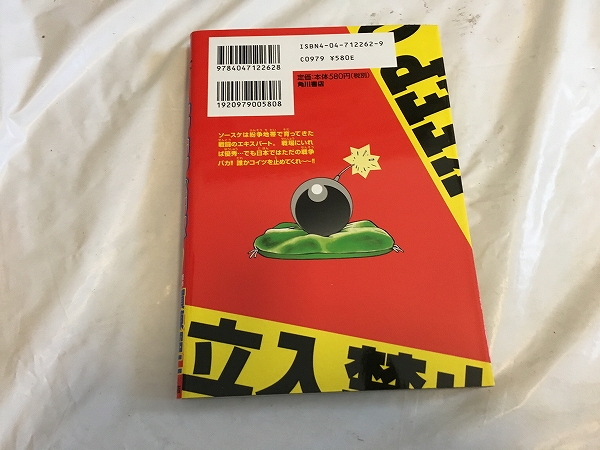 9784047122628
1920979005808
ISBN4-04-712262-9
C0979 ¥580E
定価:本体580円(税別)
角川書店
ソースケは紛争地帯で育ってきた
戦闘のエキスパート。戦場にいれ
ば優秀…でも日本ではただの戦争
バカ!! 誰かコイツを止めてくれ〜〜!!
KEEP O
立入禁止